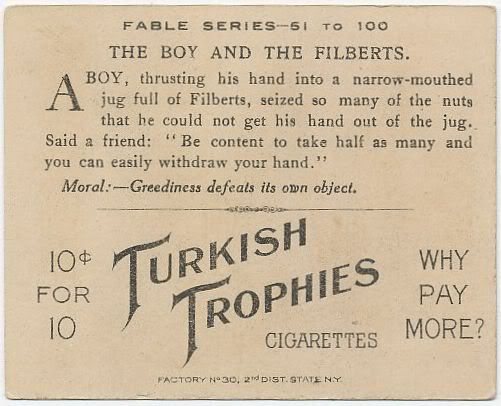 FABLE SERIES—51 TO 100
THE BOY AND THE FILBERTS.
A BOY, thrusting his hand into a narrow-mouthed
jug full of Filberts, seized so many of the nuts
that he could not get his hand out of the jug.
Said a friend: "Be content to take half as many and
you can easily withdraw your hand."
Moral:—Greediness defeats its own object.
10¢
FOR
10
TURKISH
TROPHIES
CIGARETTES
WHY
PAY
MORE?
FACTORY Nº 30, 2ND DIST. STATE N.Y.